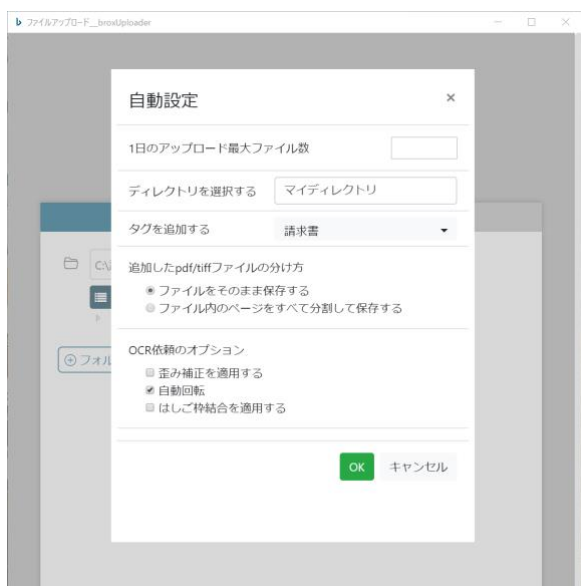 ファイルアップロード__broxUploader
自動設定
×
1日のアップロード最大ファイル数
ディレクトリを選択する
マイディレクトリ
タグを追加する
請求書
C:\
追加したpdf/tiffファイルの分け方
ファイルをそのまま保存する
ファイル内のページをすべて分割して保存する
フォル
OCR依頼のオプション
歪み補正を適用する
自動回転
はしご枠結合を適用する
OK
キャンセル